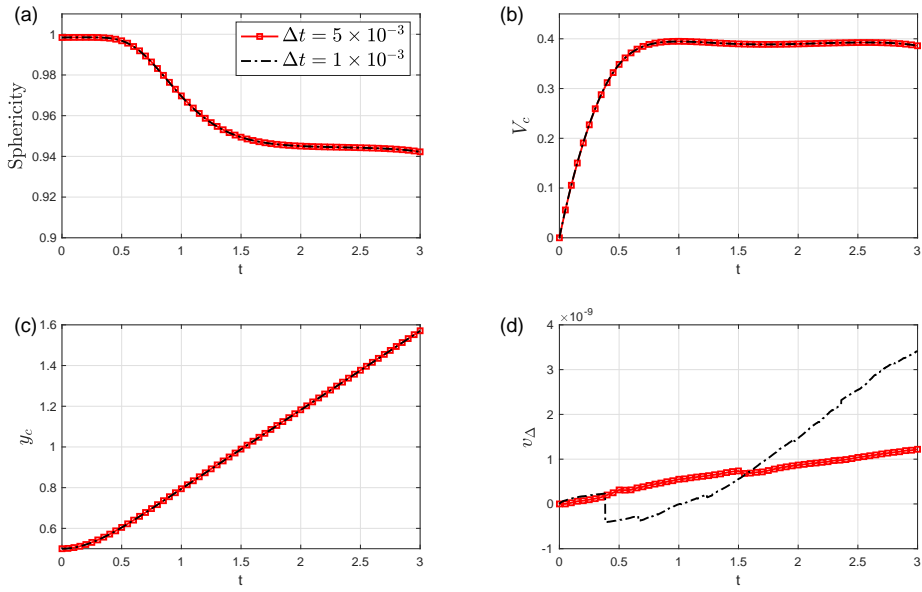 (a)
1
0.98
0.96
0.94
0.92
0.9
Sphericity
Δt = 5 × 10⁻³
Δt = 1 × 10⁻³
0 0.5 1 1.5 2 2.5 3
t
(b)
0.4
0.3
0.2
0.1
0
V_c
0 0.5 1 1.5 2 2.5 3
t
(c)
1.6
1.4
1.2
1
0.8
0.6
y_c
0 0.5 1 1.5 2 2.5 3
t
(d)
×10⁻⁹
4
3
2
1
0
-1
v_Δ
0 0.5 1 1.5 2 2.5 3
t